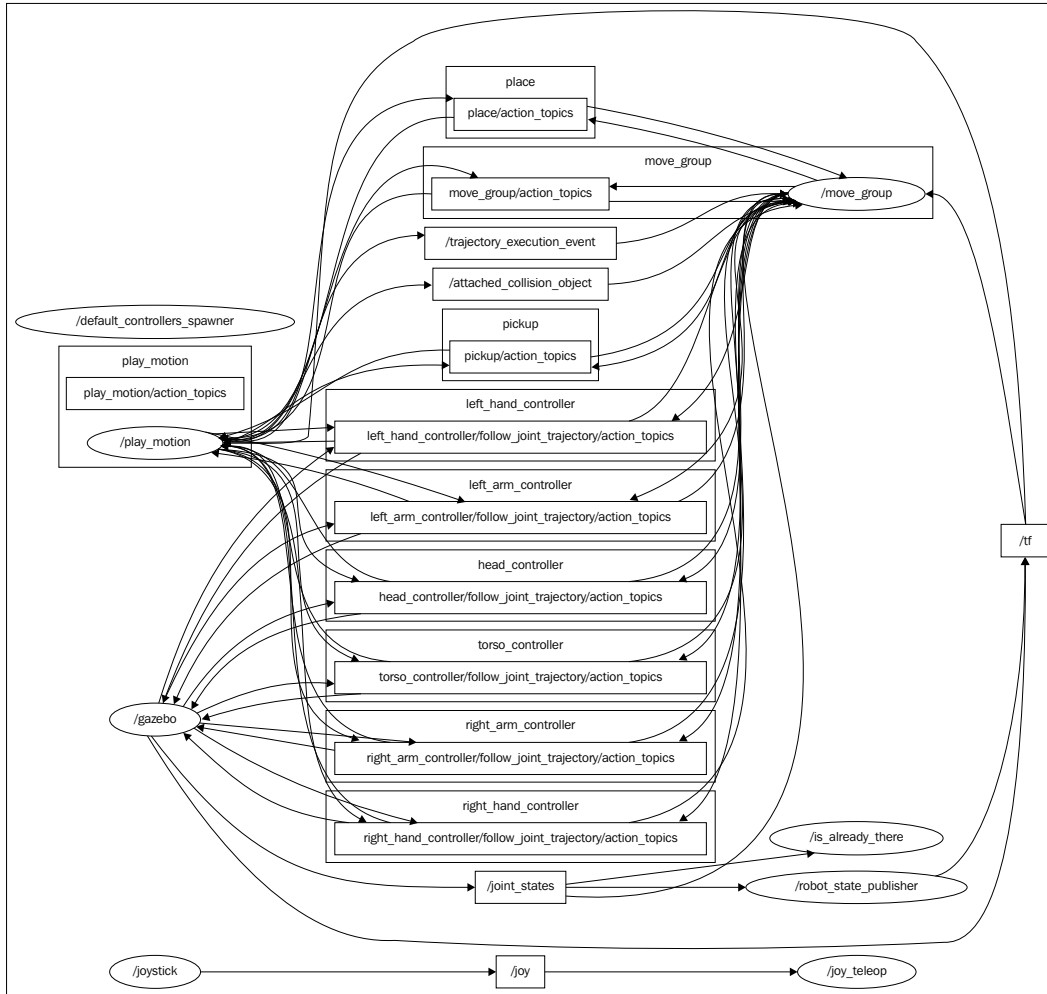 place
place/action_topics
move_group
move_group/action_topics
/move_group
/trajectory_execution_event
/attached_collision_object
/default_controllers_spawner
pickup
pickup/action_topics
play_motion
play_motion/action_topics
/play_motion
left_hand_controller
left_hand_controller/follow_joint_trajectory/action_topics
left_arm_controller
left_arm_controller/follow_joint_trajectory/action_topics
/tf
head_controller
head_controller/follow_joint_trajectory/action_topics
torso_controller
torso_controller/follow_joint_trajectory/action_topics
/gazebo
right_arm_controller
right_arm_controller/follow_joint_trajectory/action_topics
right_hand_controller
right_hand_controller/follow_joint_trajectory/action_topics
/is_already_there
/joint_states
/robot_state_publisher
/joystick
/joy
/joy_teleop